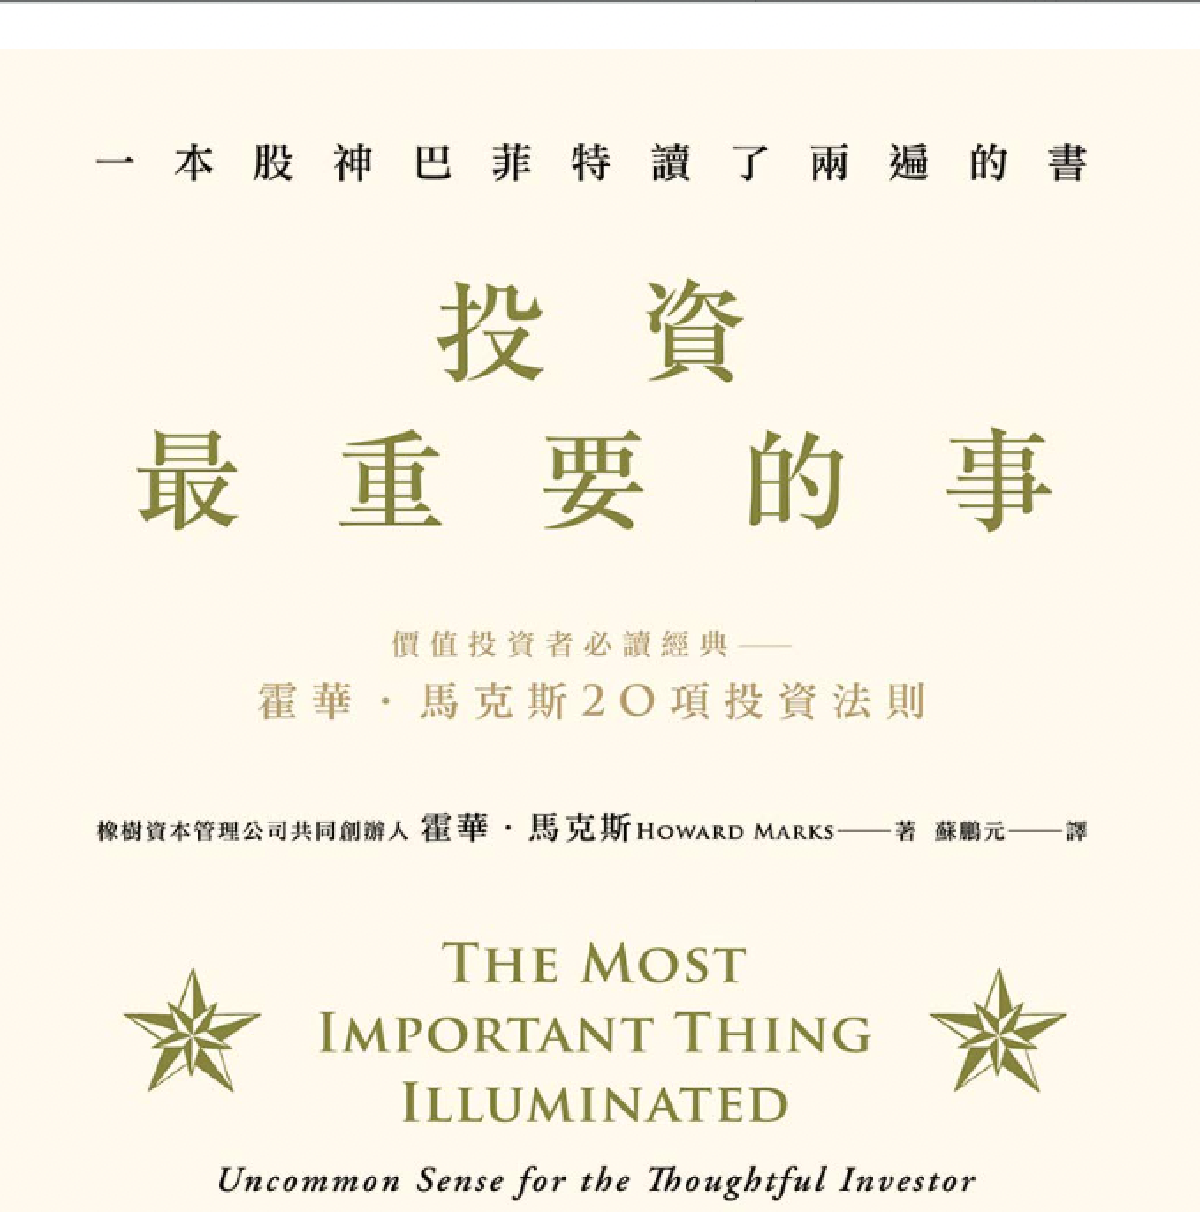 一本股神巴菲特讀了兩遍的書
投資
最重要的事
價值投資者必讀經典——
霍華·馬克斯20項投資法則
橡樹資本管理公司共同創辦人 霍華·馬克斯 HOWARD MARKS——著 蘇鵬元——譯
THE MOST
IMPORTANT THING
ILLUMINATED
Uncommon Sense for the Thoughtful Investor